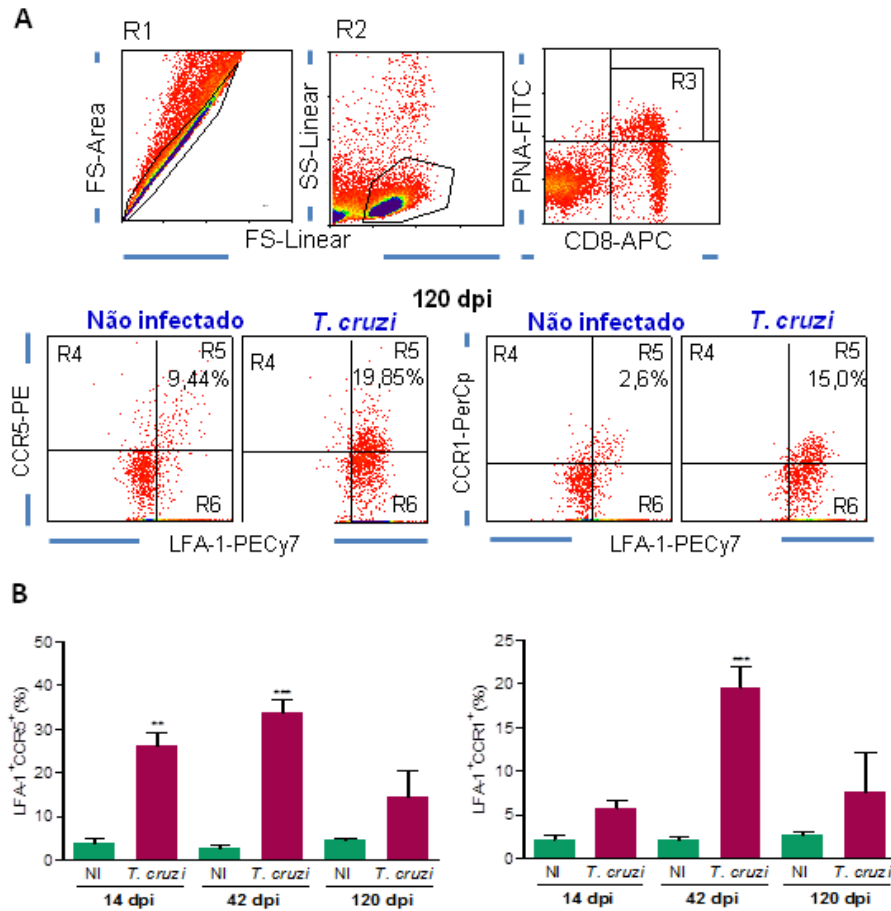 A
R1
R2
FS-Area
SS-Linear
PNA-FITC
R3
FS-Linear
CD8-APC
120 dpi
Não infectado
T. cruzi
Não infectado
T. cruzi
CCR5-PE
R4
R5
9,44%
R6
R4
R5
19,85%
R6
LFA-1-PECy7
CCR1-PerCp
R4
R5
2,6%
R6
R4
R5
15,0%
R6
LFA-1-PECy7
B
LFA-1⁺CCR5⁺(%)
50
40
30
20
10
0
**
***
NI
T. cruzi
NI
T. cruzi
NI
T. cruzi
14 dpi
42 dpi
120 dpi
LFA-1⁺CCR1⁺(%)
25
20
15
10
5
0
***
NI
T. cruzi
NI
T. cruzi
NI
T. cruzi
14 dpi
42 dpi
120 dpi